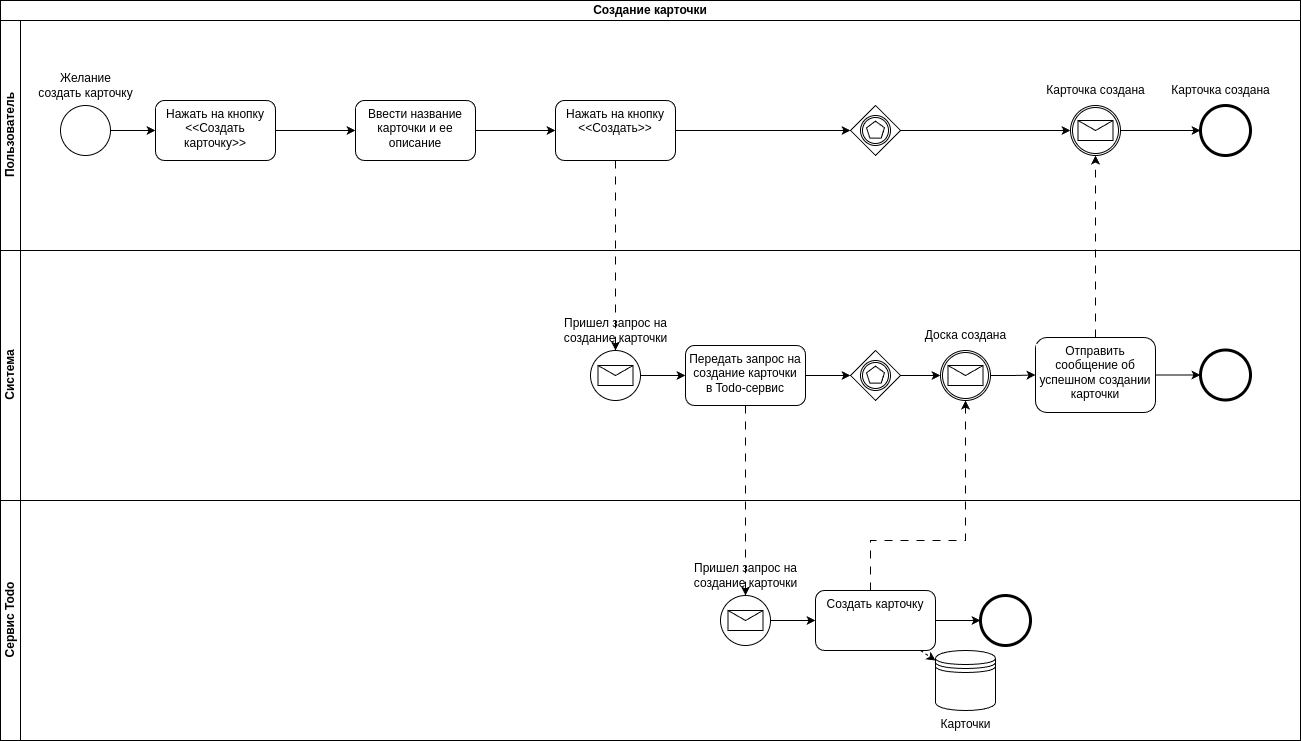 Создание карточки
Пользователь
Желание
создать карточку
Нажать на кнопку
<<Создать
карточку>>
Ввести название
карточки и ее
описание
Нажать на кнопку
<<Создать>>
Карточка создана
Карточка создана
Система
Пришел запрос на
создание карточки
Передать запрос на
создание карточки
в Todo-сервис
Доска создана
Отправить
сообщение об
успешном создании
карточки
Сервис Todo
Пришел запрос на
создание карточки
Создать карточку
Карточки